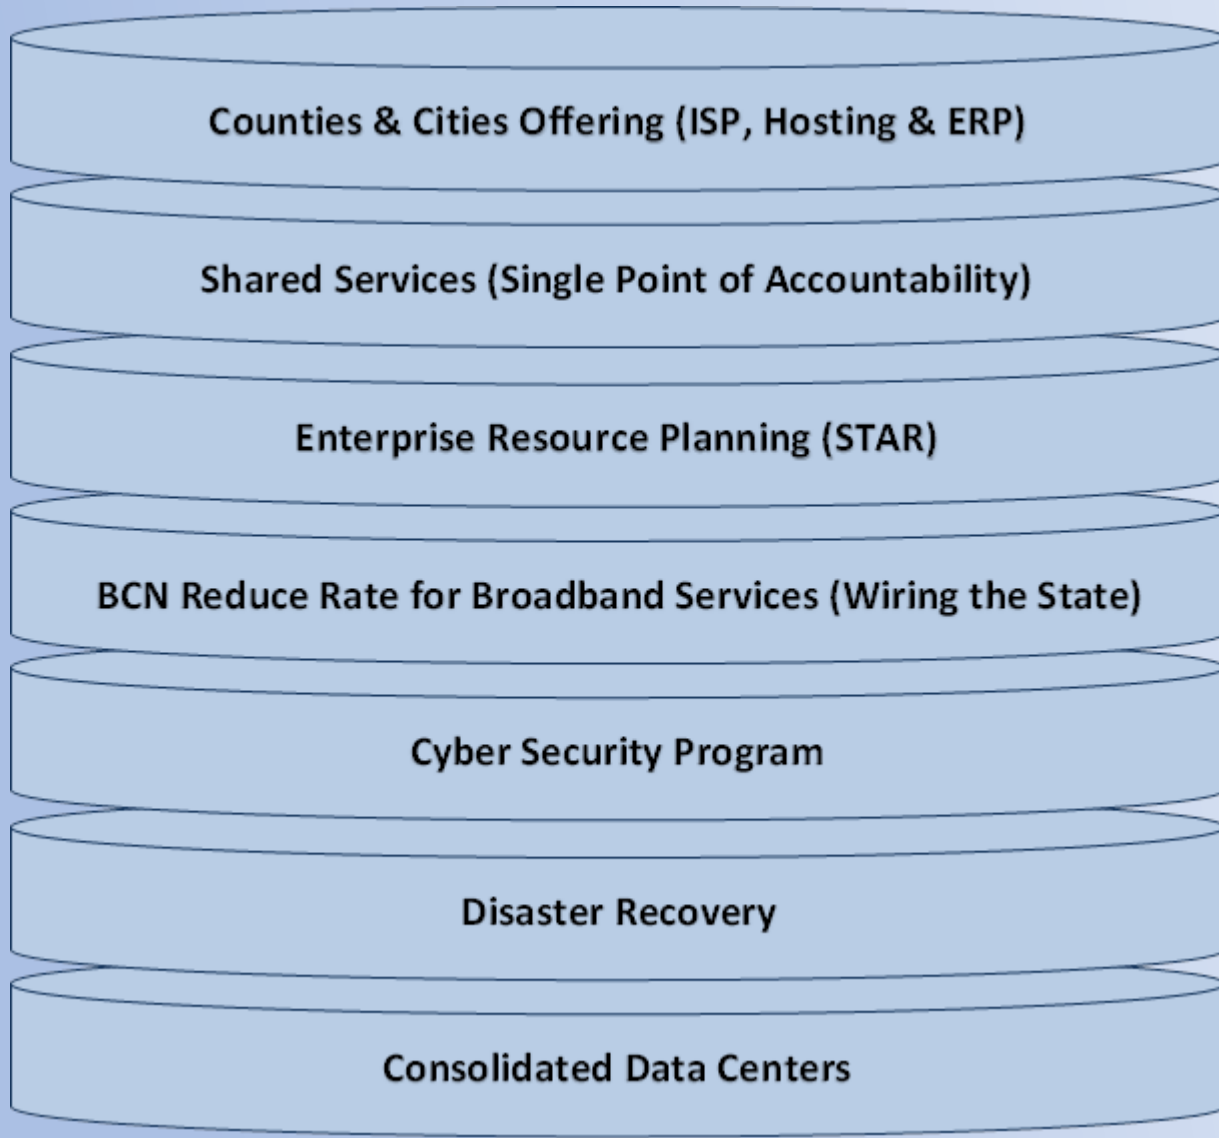 Counties & Cities Offering (ISP, Hosting & ERP)
Shared Services (Single Point of Accountability)
Enterprise Resource Planning (STAR)
BCN Reduce Rate for Broadband Services (Wiring the State)
Cyber Security Program
Disaster Recovery
Consolidated Data Centers